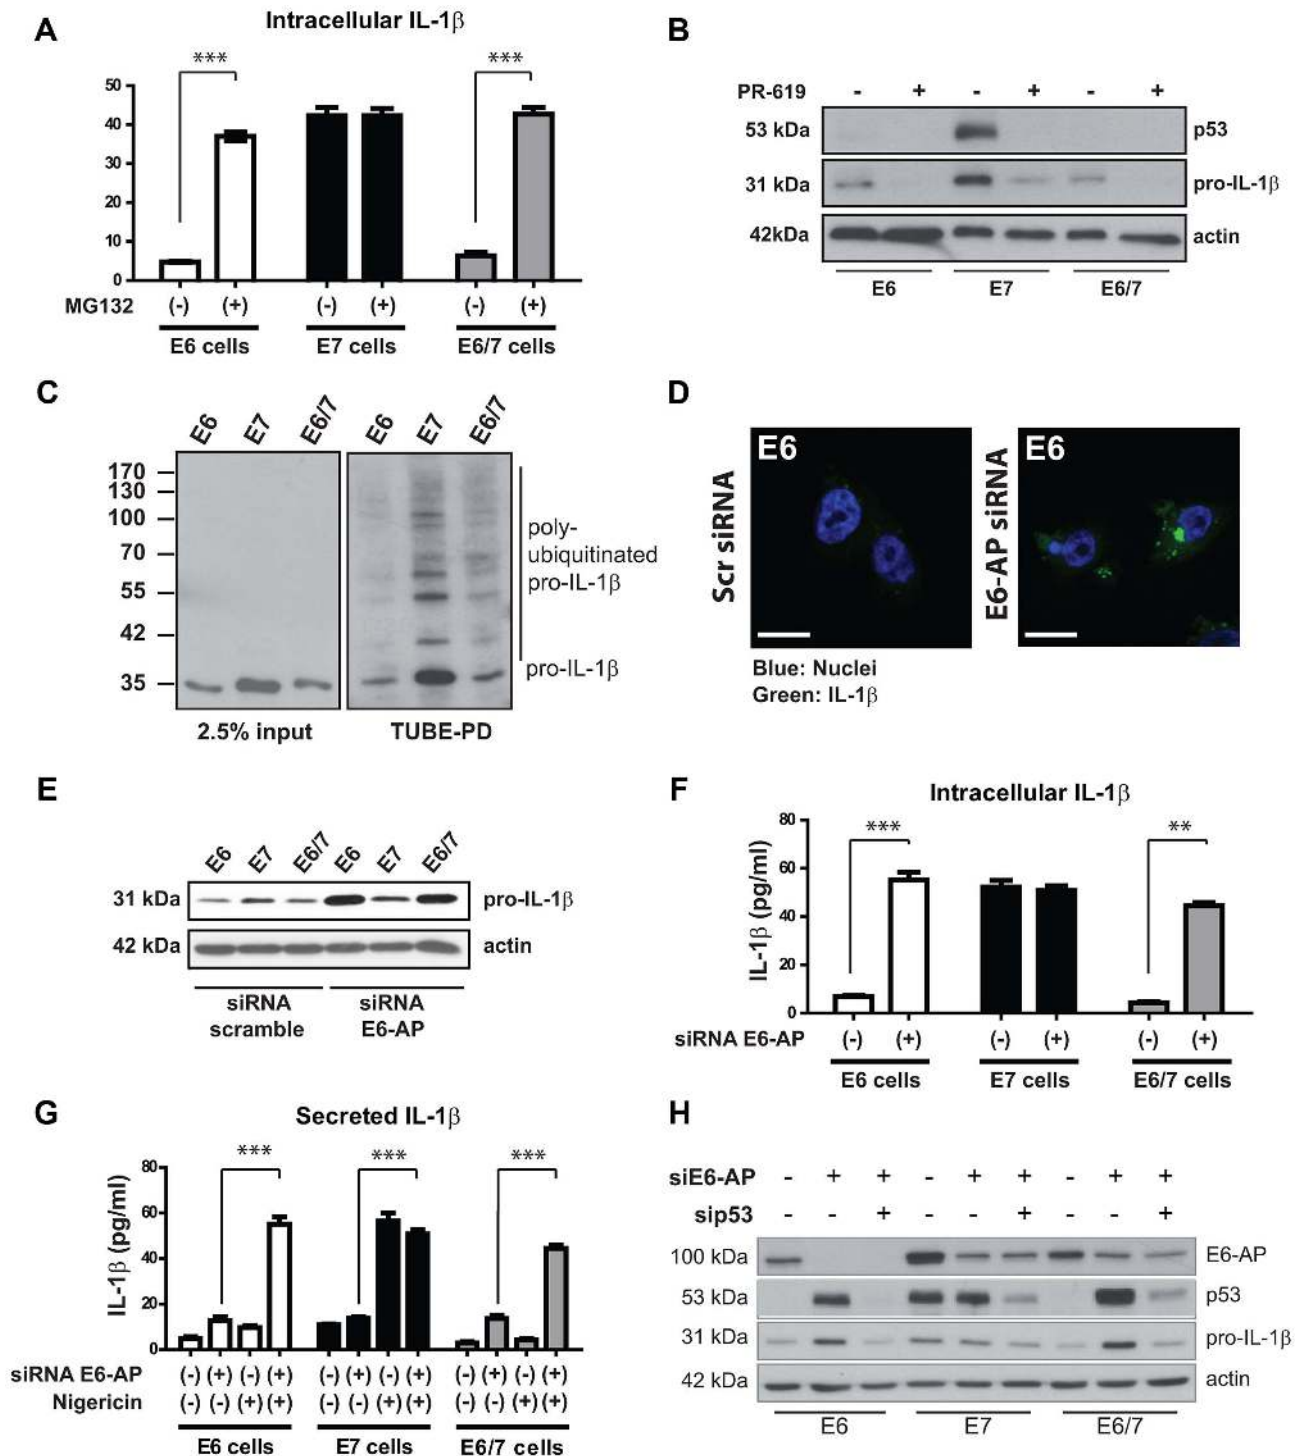 A
Intracellular IL-1β
***
***
50
40
30
20
10
0
MG132
(-) (+) (-) (+) (-) (+)
E6 cells E7 cells E6/7 cells
B
PR-619 - + - + - +
53 kDa p53
31 kDa pro-IL-1β
42kDa actin
E6 E7 E6/7
C
E6 E7 E6/7 E6 E7 E6/7
170
130
100
70
55
42
35
poly-
ubiquitinated
pro-IL-1β
pro-IL-1β
2.5% input TUBE-PD
D
Scr siRNA
E6
E6-AP siRNA
E6
Blue: Nuclei
Green: IL-1β
E
E6 E7 E6/7 E6 E7 E6/7
31 kDa pro-IL-1β
42 kDa actin
siRNA
scramble
siRNA
E6-AP
F
Intracellular IL-1β
*** **
IL-1β (pg/ml)
80
60
40
20
0
siRNA E6-AP (-) (+) (-) (+) (-) (+)
E6 cells E7 cells E6/7 cells
G
Secreted IL-1β
*** *** ***
IL-1β (pg/ml)
80
60
40
20
0
siRNA E6-AP (-) (+) (-) (+) (-) (+) (-) (+) (-) (+) (-) (+)
Nigericin (-) (-) (+) (+) (-) (-) (+) (+) (-) (-) (+) (+)
E6 cells E7 cells E6/7 cells
H
siE6-AP - + + - + + - + +
sip53 - - + - - + - - +
100 kDa E6-AP
53 kDa p53
31 kDa pro-IL-1β
42 kDa actin
E6 E7 E6/7